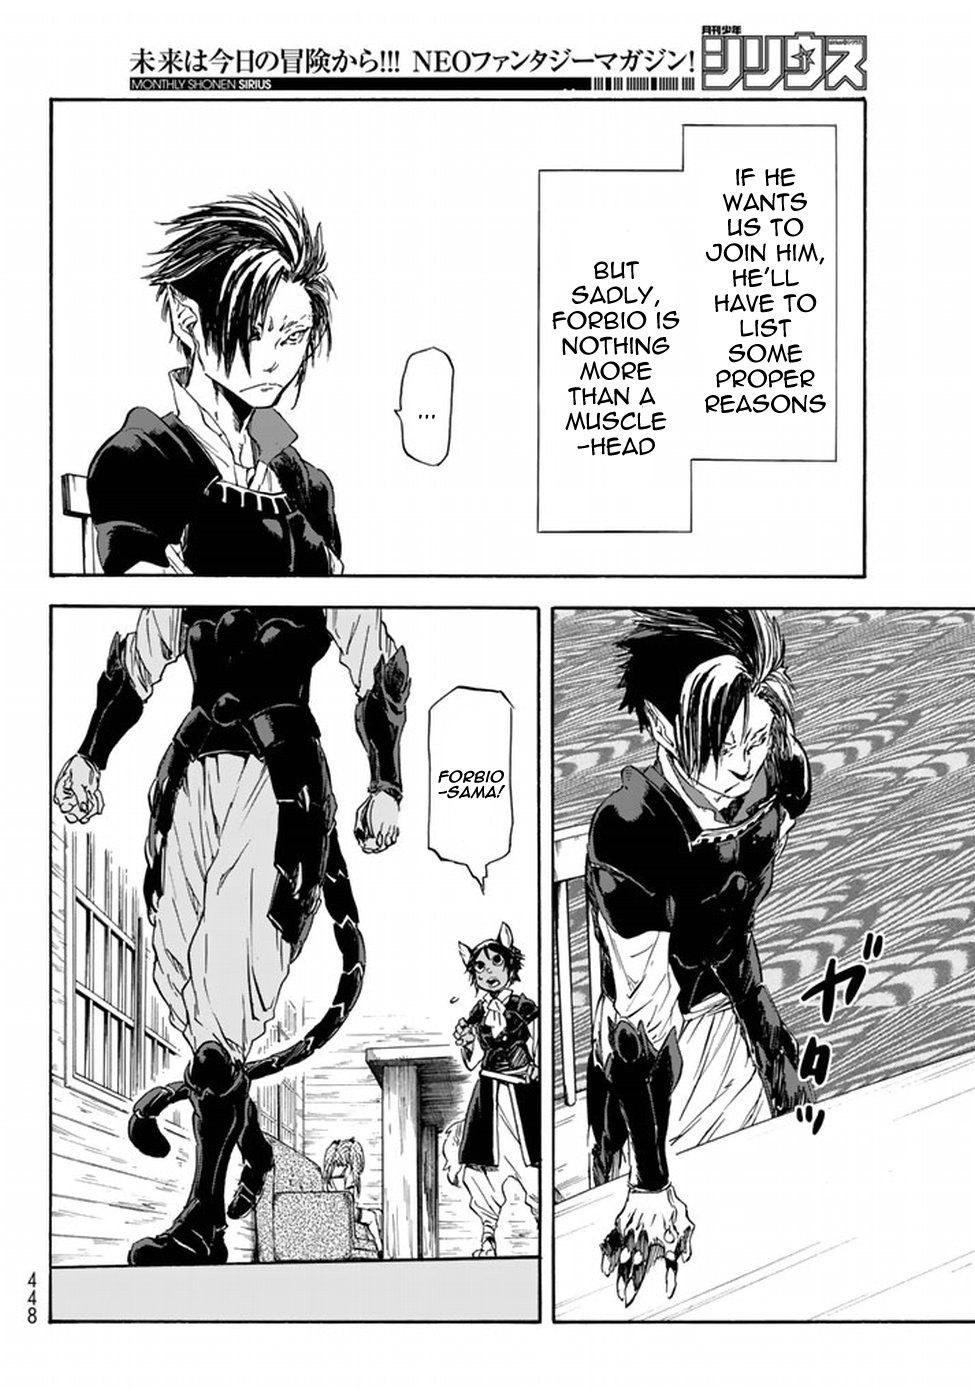 未来は今日の冒険から!!! NEOファンタジーマガジン!
月刊少年
シリウス
MONTHLY SHONEN SIRIUS
IF HE
WANTS
US TO
JOIN HIM,
HE'LL
HAVE TO
LIST
SOME
PROPER
REASONS
BUT
SADLY,
FORBIO IS
NOTHING
MORE
THAN A
MUSCLE
-HEAD
...
ガロッ
FORBIO
-SAMA!
448